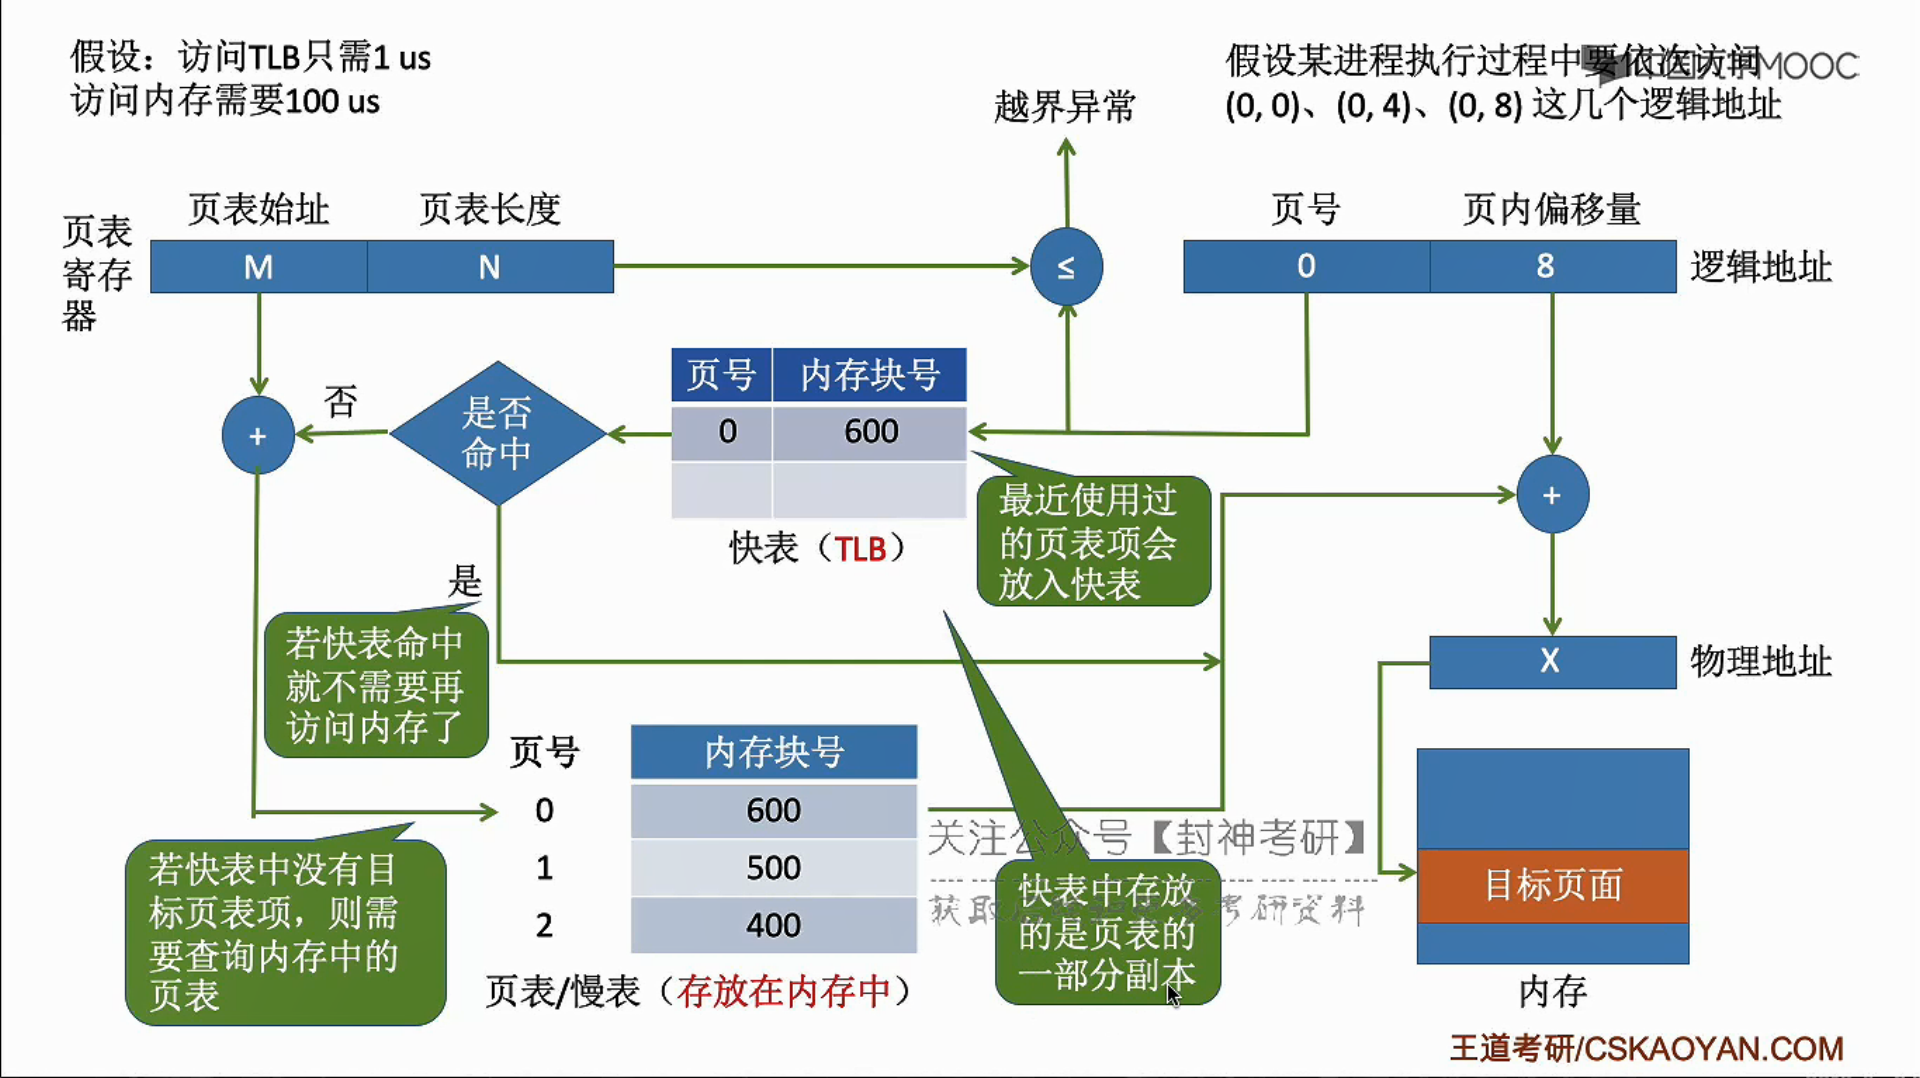 假设：访问TLB只需1 us
访问内存需要100 us
假设某进程执行过程中要依次访问
(0, 0)、(0, 4)、(0, 8) 这几个逻辑地址
中国大学MOOC
越界异常
页表寄存器
页表始址
页表长度
M
N
≤
页号
页内偏移量
0
8
逻辑地址
+
否
是否
命中
页号
内存块号
0
600
快表（TLB）
最近使用过
的页表项会
放入快表
+
是
若快表命中
就不需要再
访问内存了
X
物理地址
页号
内存块号
0
600
1
500
2
400
页表/慢表（存放在内存中）
若快表中没有目
标页表项，则需
要查询内存中的
页表
关注公众号【封神考研】
获取
考研资料
快表中存放
的是页表的
一部分副本
目标页面
内存
王道考研/CSKAOYAN.COM